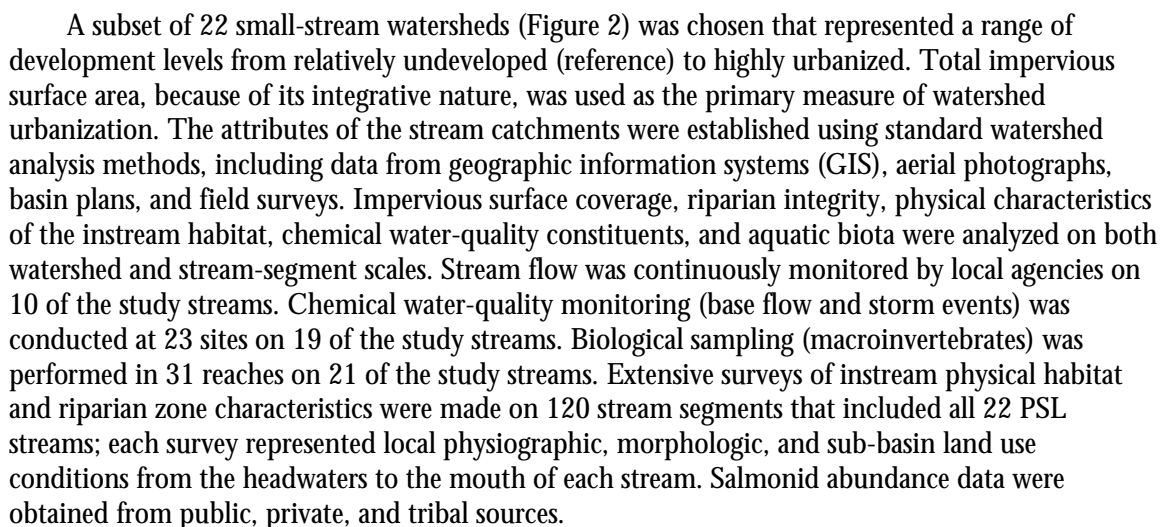 A subset of 22 small-stream watersheds (Figure 2) was chosen that represented a range of
development levels from relatively undeveloped (reference) to highly urbanized. Total impervious
surface area, because of its integrative nature, was used as the primary measure of watershed
urbanization. The attributes of the stream catchments were established using standard watershed
analysis methods, including data from geographic information systems (GIS), aerial photographs,
basin plans, and field surveys. Impervious surface coverage, riparian integrity, physical characteristics
of the instream habitat, chemical water-quality constituents, and aquatic biota were analyzed on both
watershed and stream-segment scales. Stream flow was continuously monitored by local agencies on
10 of the study streams. Chemical water-quality monitoring (base flow and storm events) was
conducted at 23 sites on 19 of the study streams. Biological sampling (macroinvertebrates) was
performed in 31 reaches on 21 of the study streams. Extensive surveys of instream physical habitat
and riparian zone characteristics were made on 120 stream segments that included all 22 PSL
streams; each survey represented local physiographic, morphologic, and sub-basin land use
conditions from the headwaters to the mouth of each stream. Salmonid abundance data were
obtained from public, private, and tribal sources.